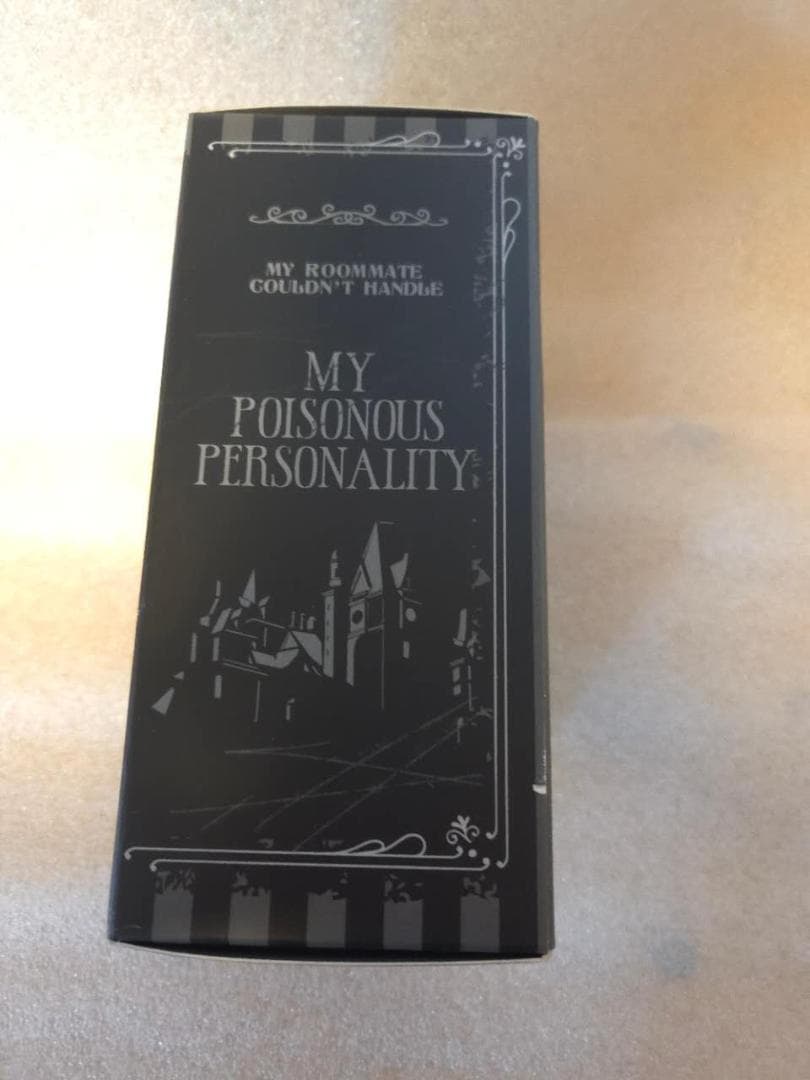 MY ROOMMATE
COULDN'T HANDLE
MY
POISONOUS
PERSONALITY